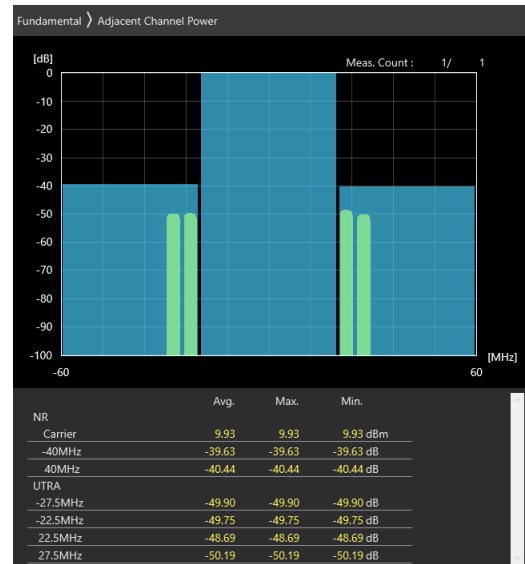 Fundamental 〉 Adjacent Channel Power
[dB]
Meas. Count : 1/ 1
0
-10
-20
-30
-40
-50
-60
-70
-80
-90
-100
[MHz]
-60 60
Avg. Max. Min.
NR
Carrier 9.93 9.93 9.93 dBm
-40MHz -39.63 -39.63 -39.63 dB
40MHz -40.44 -40.44 -40.44 dB
UTRA
-27.5MHz -49.90 -49.90 -49.90 dB
-22.5MHz -49.75 -49.75 -49.75 dB
22.5MHz -48.69 -48.69 -48.69 dB
27.5MHz -50.19 -50.19 -50.19 dB